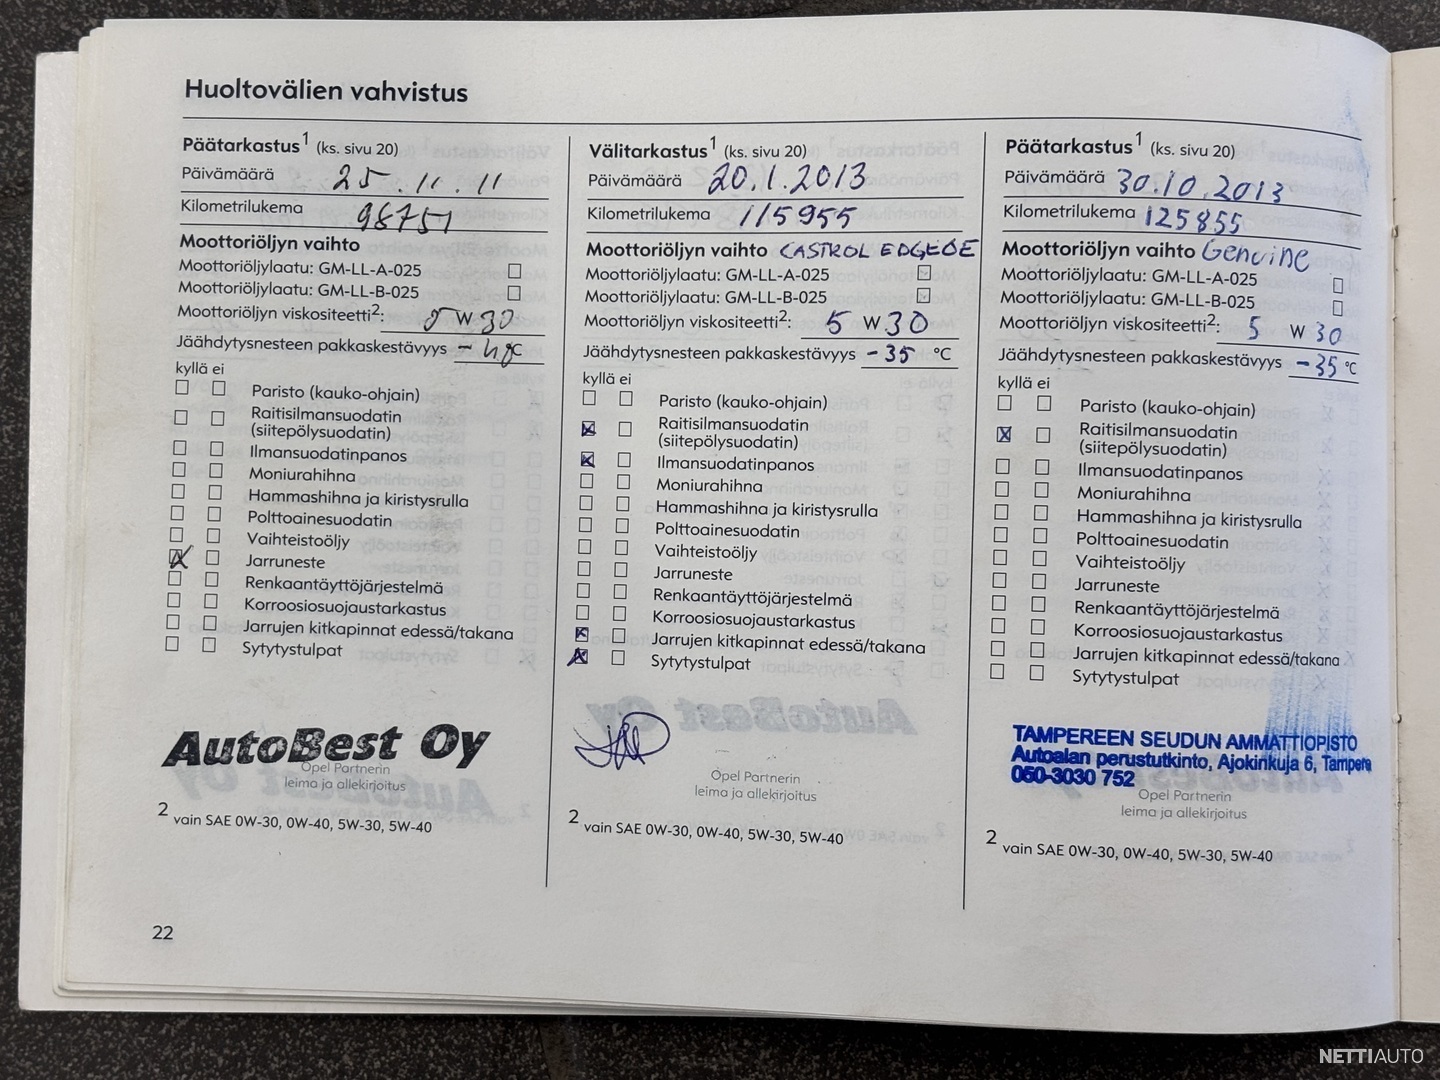 Huoltovälien vahvistus
Päätarkastus1 (ks. sivu 20)
Päivämäärä 25.11.11
Kilometrilukema 98751
Moottoriöljyn vaihto
Moottoriöljylaatu: GM-LL-A-025
Moottoriöljylaatu: GM-LL-B-025
Moottoriöljyn viskositeetti2: 5 W 30
Jäähdytysnesteen pakkaskestävyys °C
kyllä ei
Paristo (kauko-ohjain)
Raitisilmansuodatin
(siitepölysuodatin)
Ilmansuodatinpanos
Moniurahihna
Hammashihna ja kiristysrulla
Polttoainesuodatin
Vaihteistoöljy
Jarruneste
Renkaantäyttöjärjestelmä
Korroosiosuojaustarkastus
Jarrujen kitkapinnat edessä/takana
Sytytystulpat
AutoBest Oy
Opel Partnerin
leima ja allekirjoitus
2 vain SAE 0W-30, 0W-40, 5W-30, 5W-40
22
Välitarkastus1 (ks. sivu 20)
Päivämäärä 20.1.2013
Kilometrilukema 115955
Moottoriöljyn vaihto CASTROL EDGE
Moottoriöljylaatu: GM-LL-A-025
Moottoriöljylaatu: GM-LL-B-025
Moottoriöljyn viskositeetti2: 5 W 30
Jäähdytysnesteen pakkaskestävyys -35 °C
kyllä ei
Paristo (kauko-ohjain)
Raitisilmansuodatin
(siitepölysuodatin)
Ilmansuodatinpanos
Moniurahihna
Hammashihna ja kiristysrulla
Polttoainesuodatin
Vaihteistoöljy
Jarruneste
Renkaantäyttöjärjestelmä
Korroosiosuojaustarkastus
Jarrujen kitkapinnat edessä/takana
Sytytystulpat
Opel Partnerin
leima ja allekirjoitus
2 vain SAE 0W-30, 0W-40, 5W-30, 5W-40
Päätarkastus1 (ks. sivu 20)
Päivämäärä 30.10.2013
Kilometrilukema 125855
Moottoriöljyn vaihto Genuine
Moottoriöljylaatu: GM-LL-A-025
Moottoriöljylaatu: GM-LL-B-025
Moottoriöljyn viskositeetti2: 5 W 30
Jäähdytysnesteen pakkaskestävyys -35 °C
kyllä ei
Paristo (kauko-ohjain)
Raitisilmansuodatin
(siitepölysuodatin)
Ilmansuodatinpanos
Moniurahihna
Hammashihna ja kiristysrulla
Polttoainesuodatin
Vaihteistoöljy
Jarruneste
Renkaantäyttöjärjestelmä
Korroosiosuojaustarkastus
Jarrujen kitkapinnat edessä/takana
Sytytystulpat
TAMPEREEN SEUDUN AMMATTIOPISTO
Autoalan perustutkinto, Ajokinkuja 6, Tampere
050-3030 752
Opel Partnerin
leima ja allekirjoitus
2 vain SAE 0W-30, 0W-40, 5W-30, 5W-40
NETTIAUTO